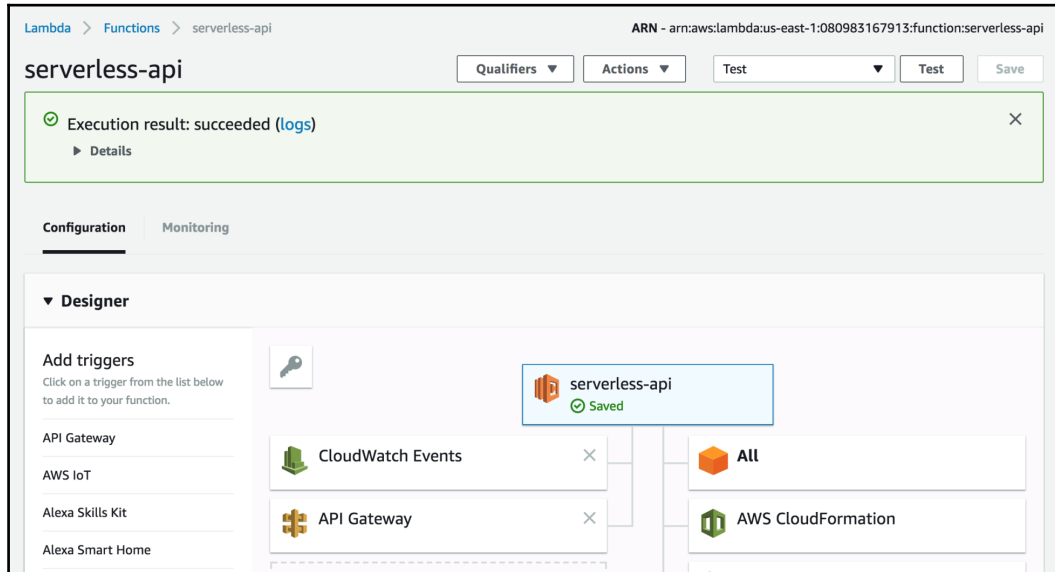 Lambda > Functions > serverless-api
ARN - arn:aws:lambda:us-east-1:080983167913:function:serverless-api
serverless-api
Qualifiers ▼ Actions ▼ Test ▼ Test Save
Execution result: succeeded (logs)
▶ Details
Configuration Monitoring
▼ Designer
Add triggers
Click on a trigger from the list below
to add it to your function.
API Gateway
AWS IoT
Alexa Skills Kit
Alexa Smart Home
serverless-api
Saved
CloudWatch Events
API Gateway
All
AWS CloudFormation